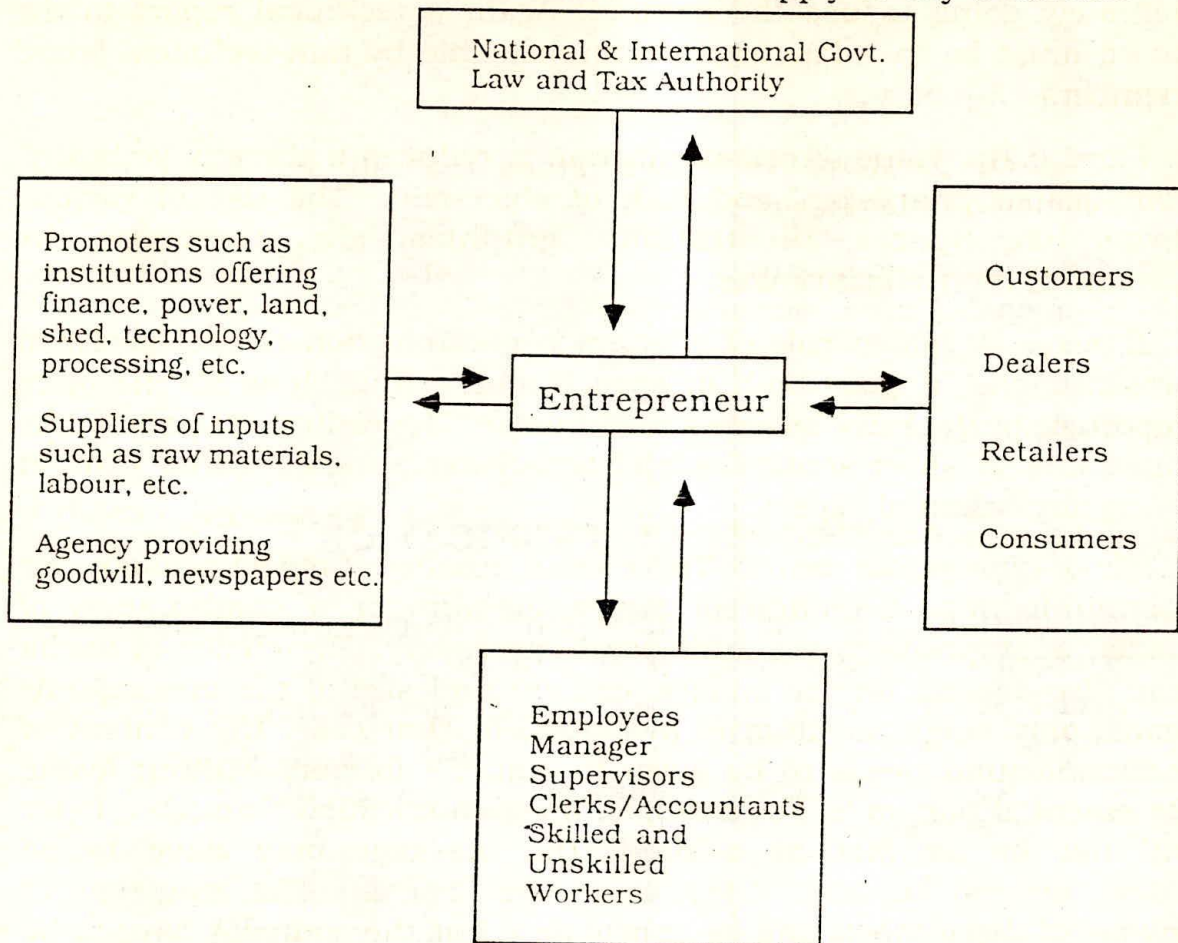 National & International Govt.
Law and Tax Authority
Promoters such as
institutions offering
finance, power, land,
shed, technology,
processing, etc.
Suppliers of inputs
such as raw materials,
labour, etc.
Agency providing
goodwill, newspapers etc.
Entrepreneur
Customers
Dealers
Retailers
Consumers
Employees
Manager
Supervisors
Clerks/Accountants
Skilled and
Unskilled
Workers